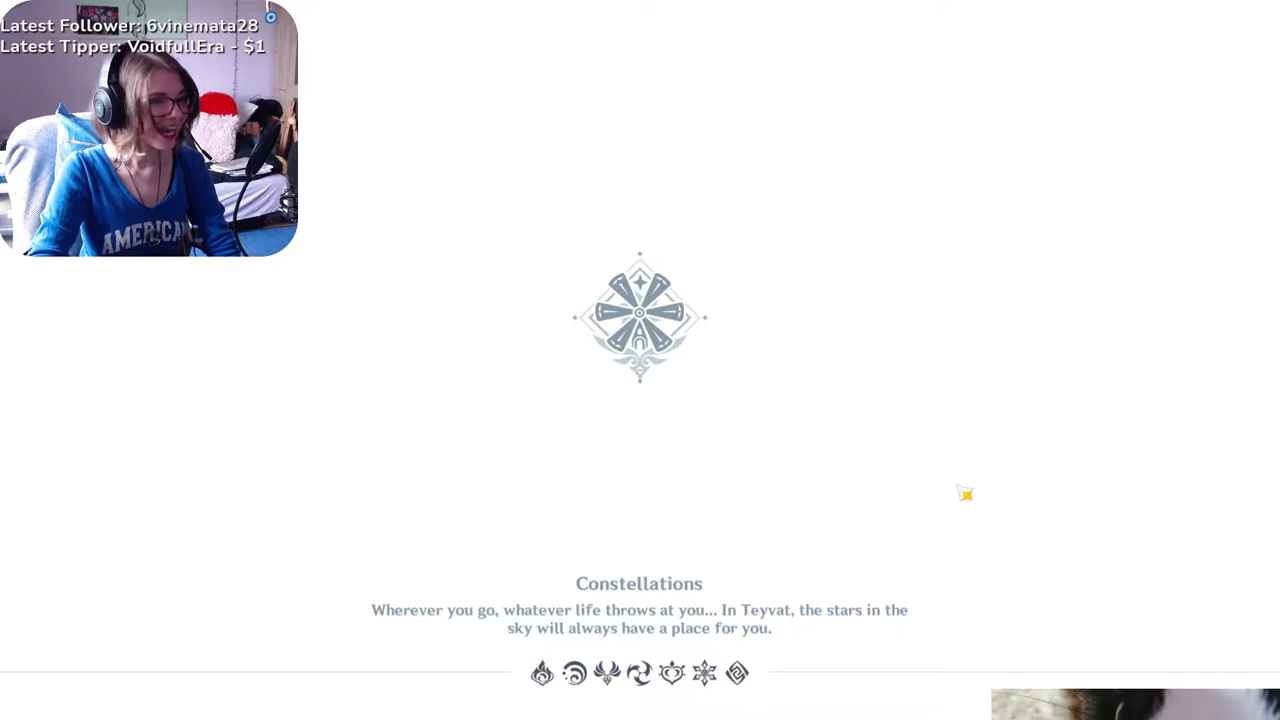 Latest Follower: 6vinemata28
Latest Tipper: VoidfullEra - $1
AMERICAN
Constellations
Wherever you go, whatever life throws at you... In Teyvat, the stars in the
sky will always have a place for you.